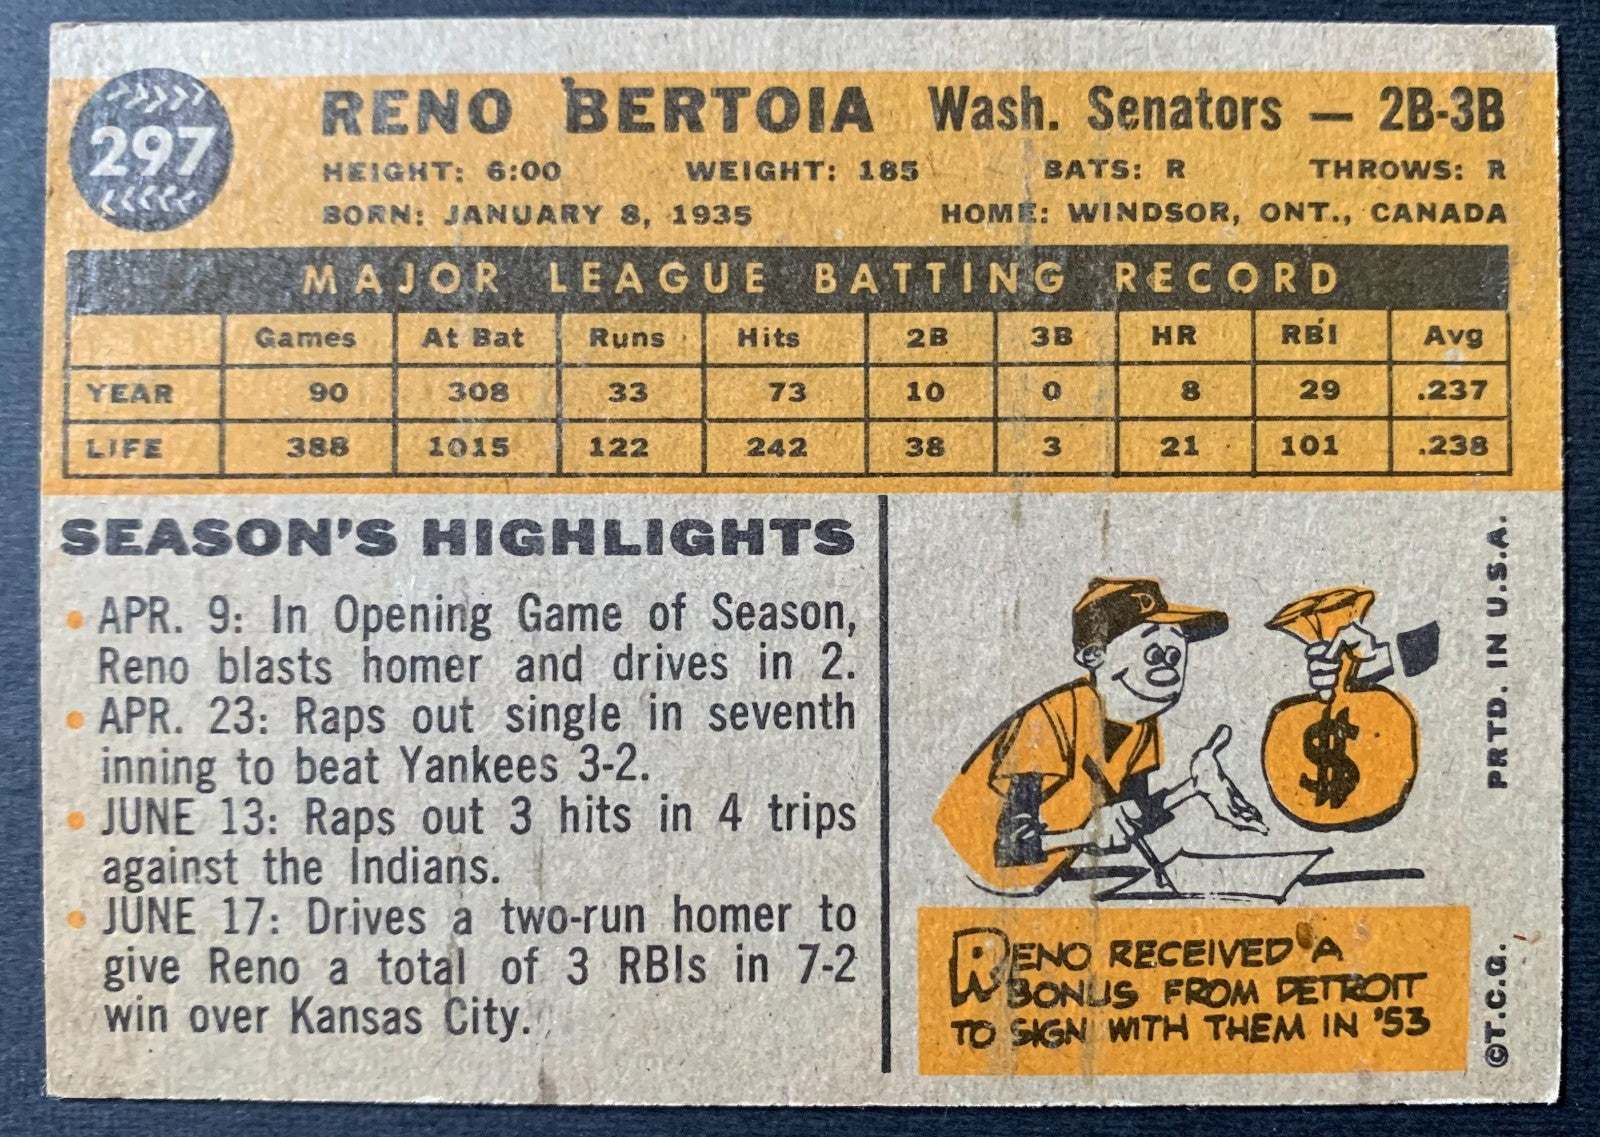 297
RENO BERTOIA Wash. Senators — 2B-3B
HEIGHT: 6:00 WEIGHT: 185 BATS: R THROWS: R
BORN: JANUARY 8, 1935 HOME: WINDSOR, ONT., CANADA
MAJOR LEAGUE BATTING RECORD
Games At Bat Runs Hits 2B 3B HR RBI Avg
YEAR 90 308 33 73 10 0 8 29 .237
LIFE 388 1015 122 242 38 3 21 101 .238
SEASON'S HIGHLIGHTS
• APR. 9: In Opening Game of Season,
Reno blasts homer and drives in 2.
• APR. 23: Raps out single in seventh
inning to beat Yankees 3-2.
• JUNE 13: Raps out 3 hits in 4 trips
against the Indians.
• JUNE 17: Drives a two-run homer to
give Reno a total of 3 RBIs in 7-2
win over Kansas City.
D
$
RENO RECEIVED A
BONUS FROM DETROIT
TO SIGN WITH THEM IN '53
©T.C.G. PRTD. IN U.S.A.